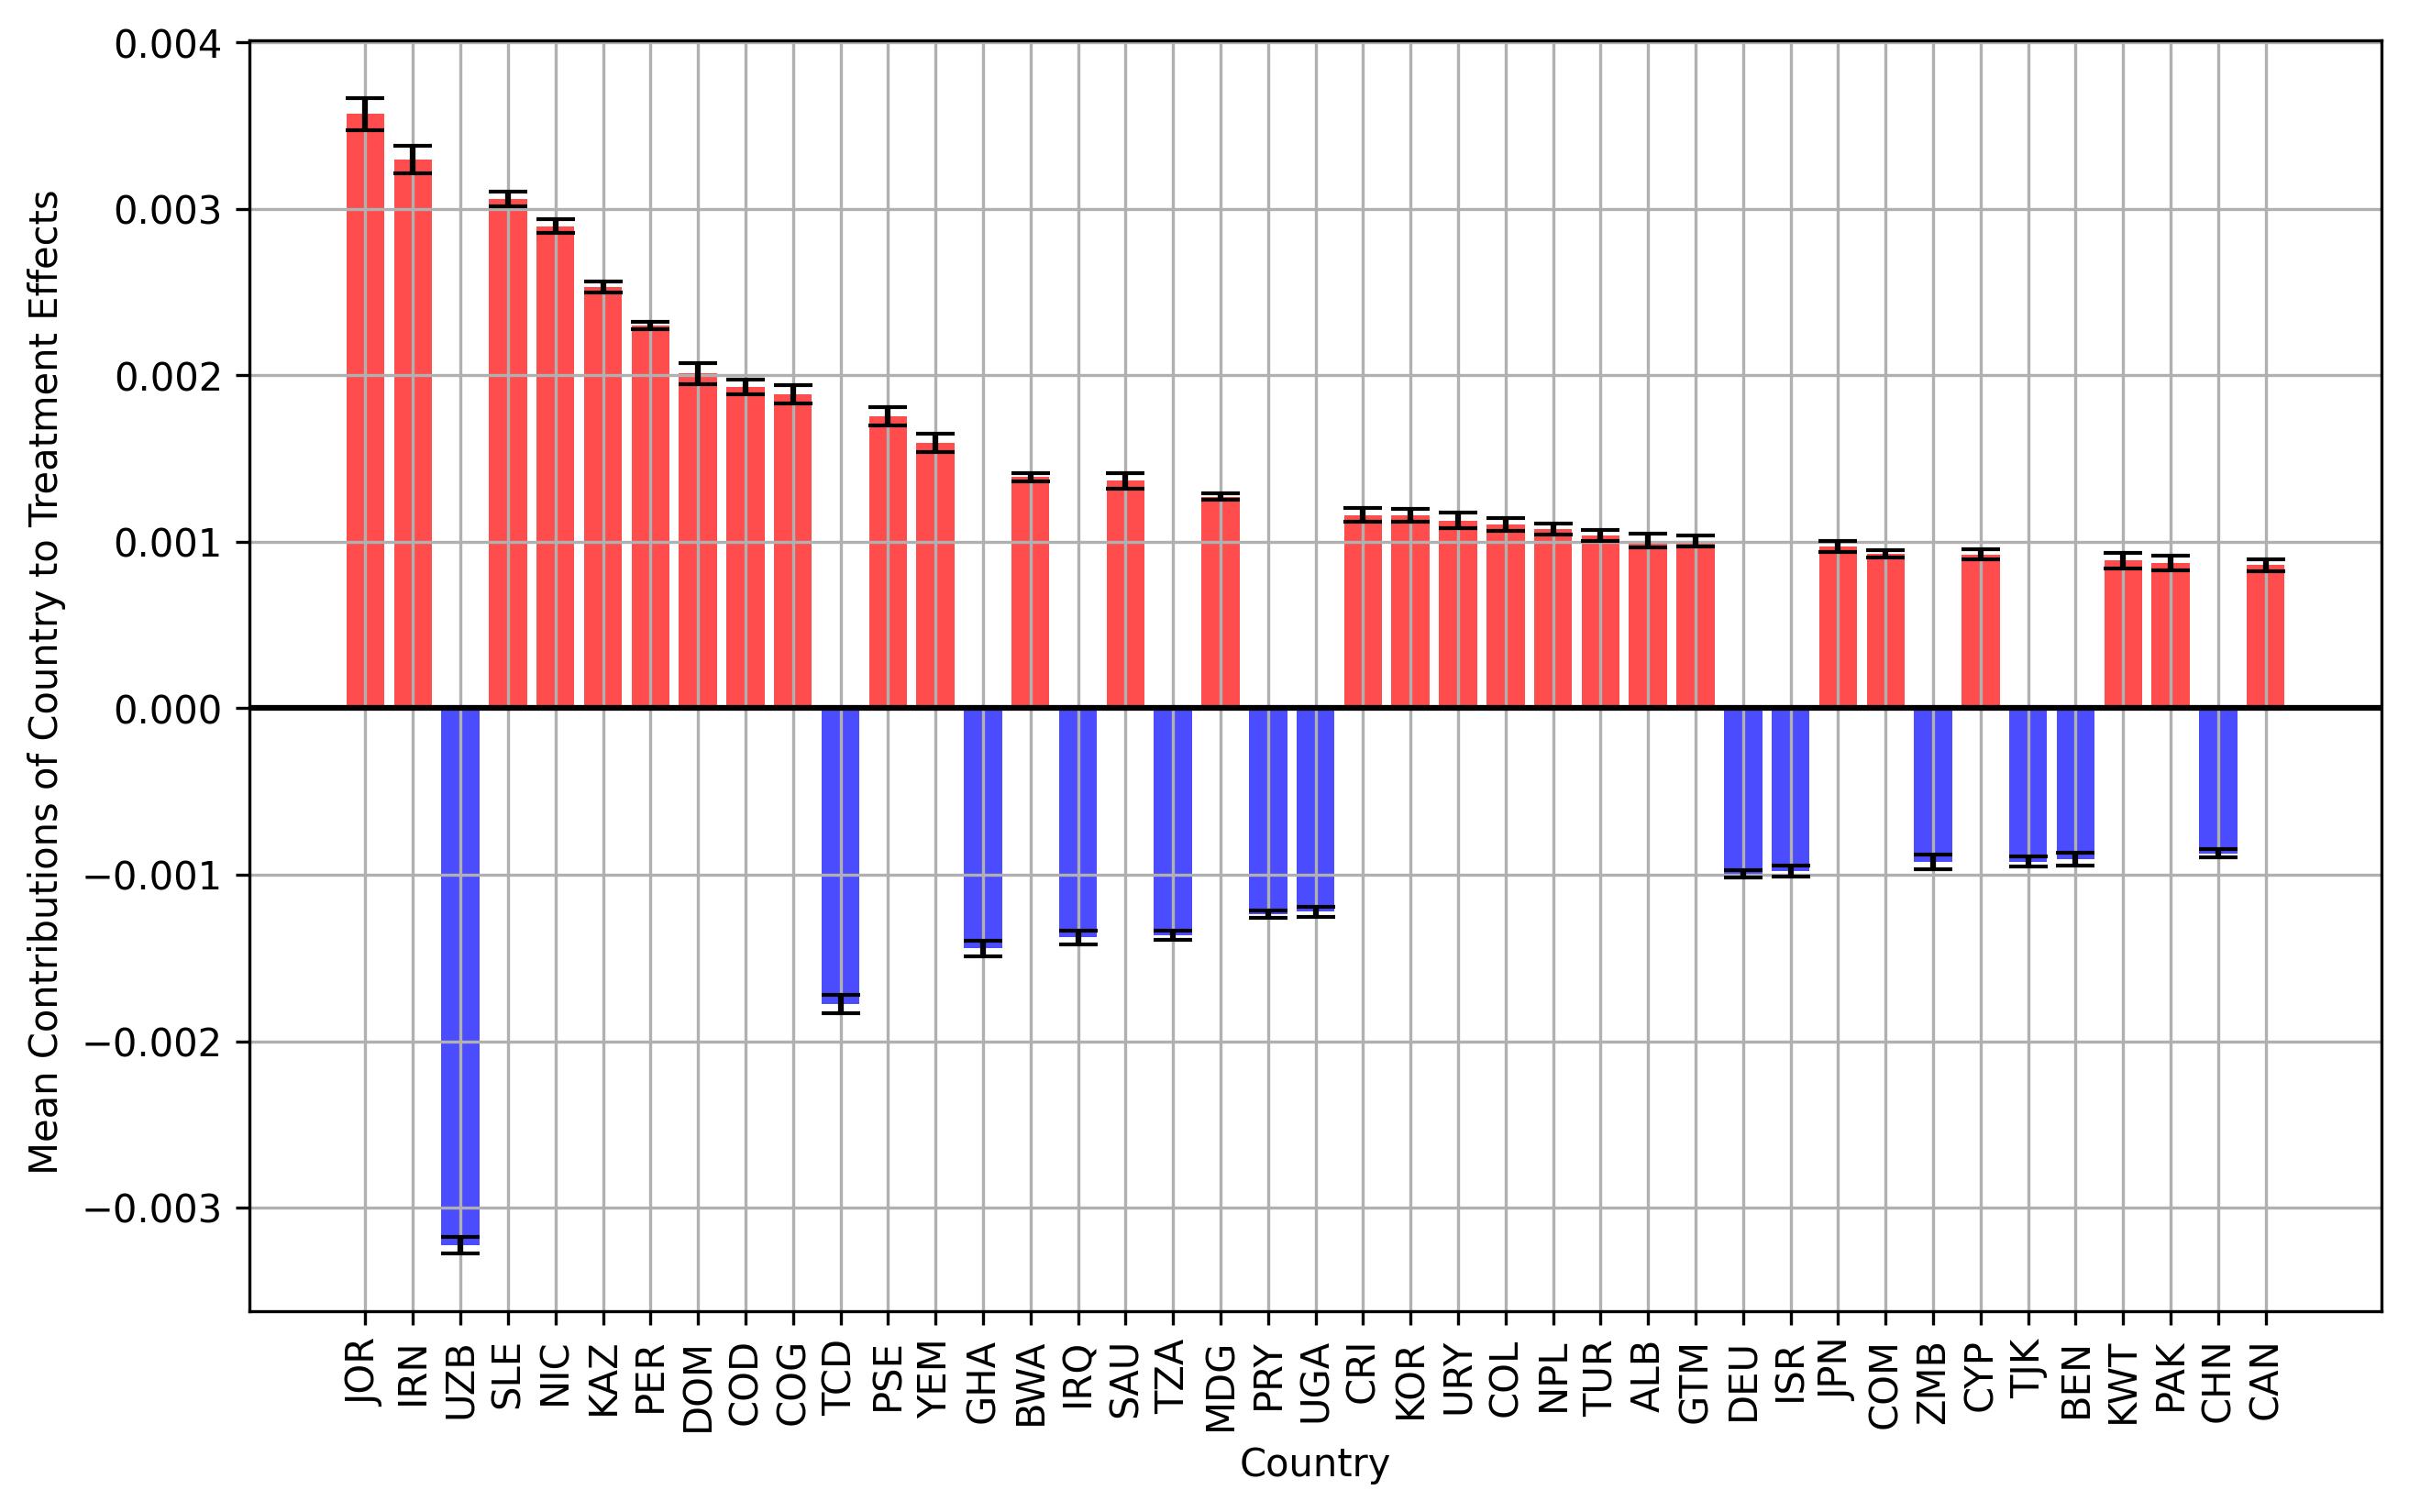 0.004
0.003
0.002
0.001
0.000
−0.001
−0.002
−0.003
Mean Contributions of Country to Treatment Effects
JOR
IRN
UZB
SLE
NIC
KAZ
PER
DOM
COD
COG
TCD
PSE
YEM
GHA
BWA
IRQ
SAU
TZA
MDG
PRY
UGA
CRI
KOR
URY
COL
NPL
TUR
ALB
GTM
DEU
ISR
JPN
COM
ZMB
CYP
TJK
BEN
KWT
PAK
CHN
CAN
Country